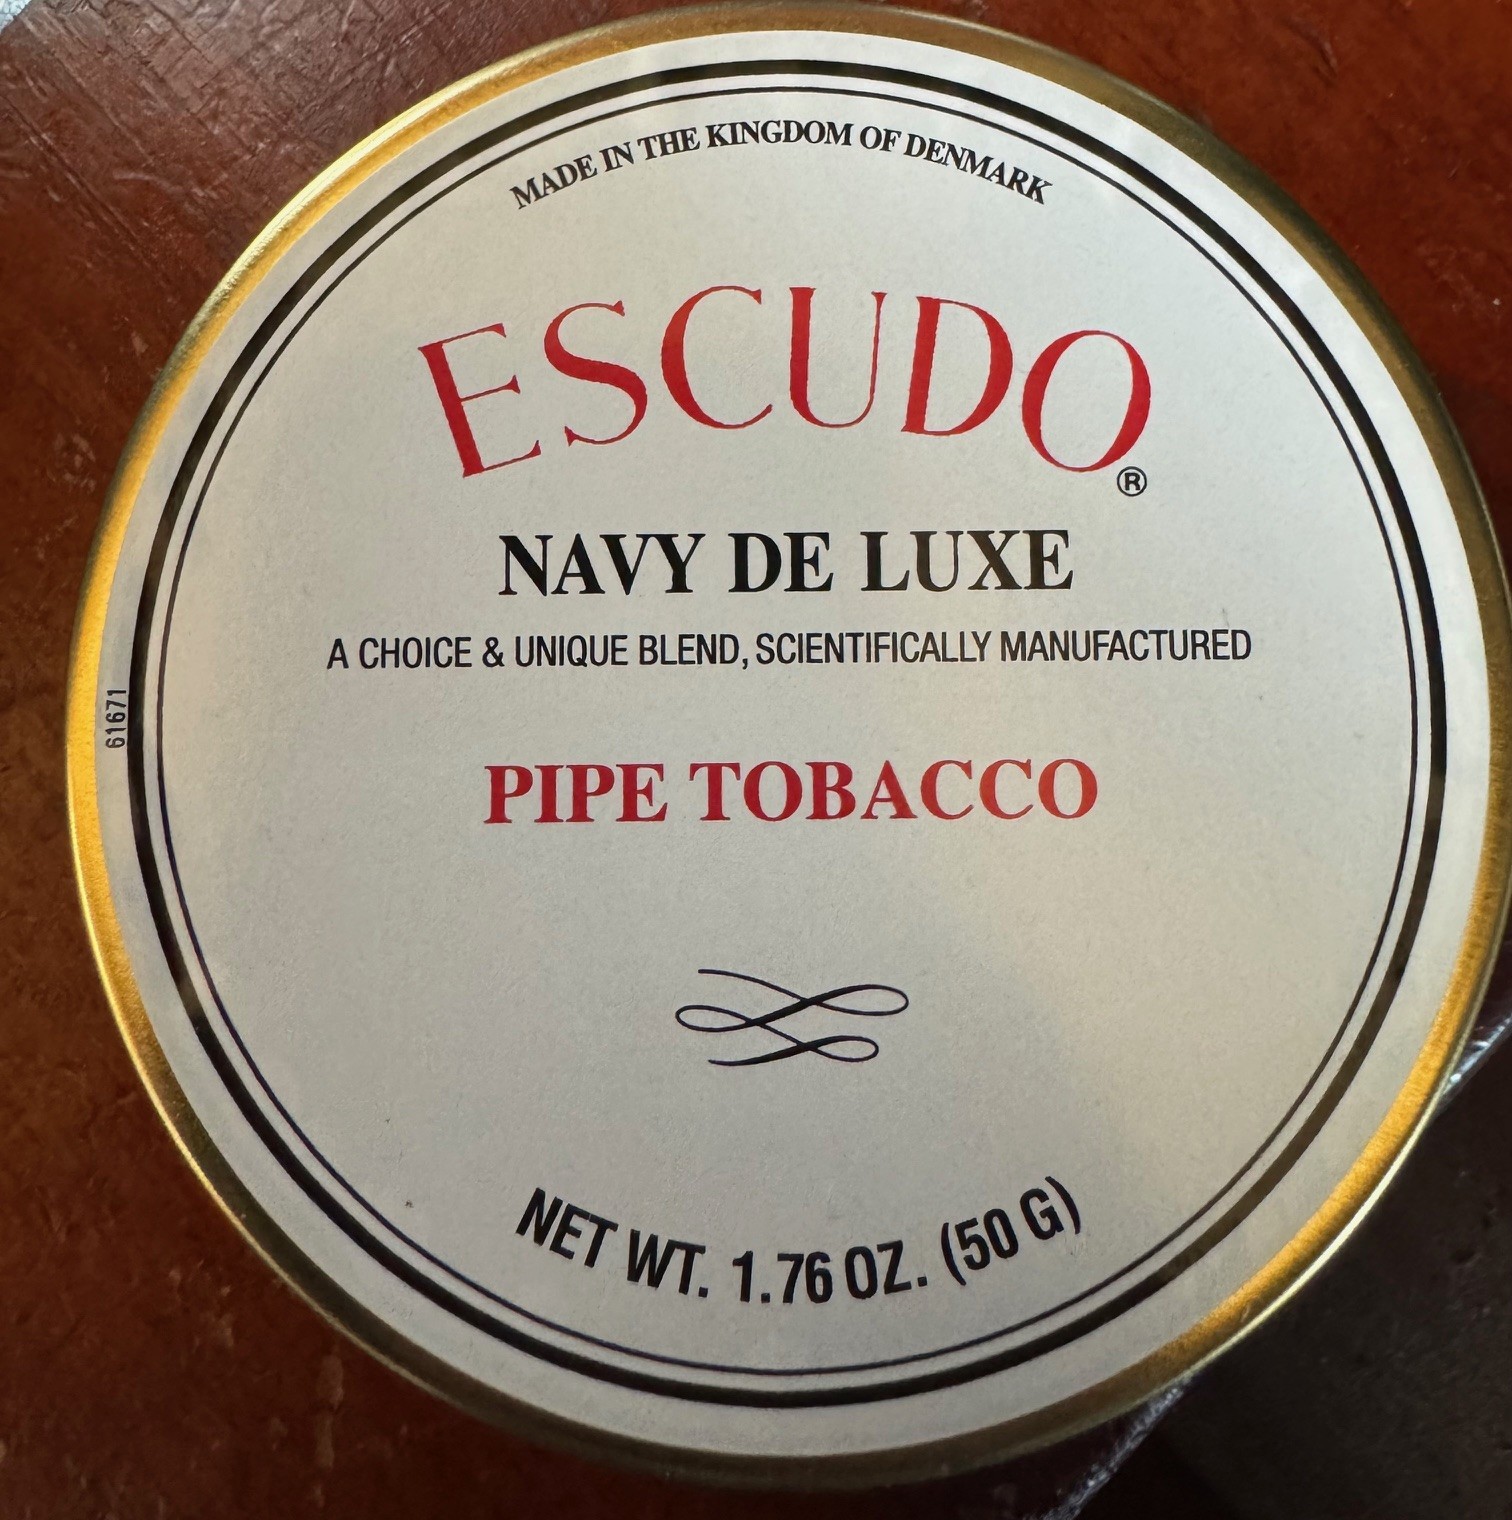 MADE IN THE KINGDOM OF DENMARK
ESCUDO®
NAVY DE LUXE
A CHOICE & UNIQUE BLEND, SCIENTIFICALLY MANUFACTURED
61671
PIPE TOBACCO
NET WT. 1.76 OZ. (50 G)